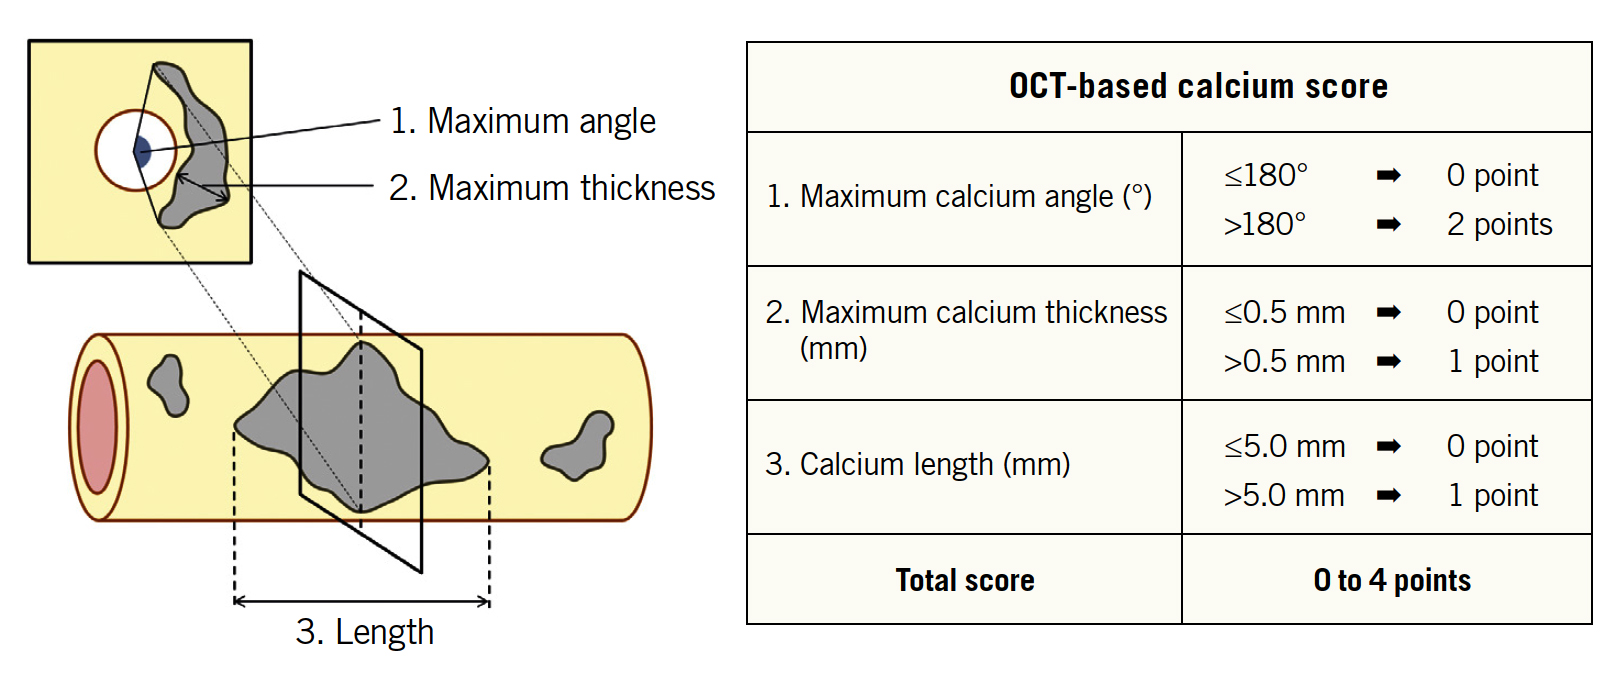 1. Maximum angle
2. Maximum thickness
3. Length
OCT-based calcium score
1. Maximum calcium angle (°)
≤180° ➡ 0 point
>180° ➡ 2 points
2. Maximum calcium thickness
(mm)
≤0.5 mm ➡ 0 point
>0.5 mm ➡ 1 point
3. Calcium length (mm)
≤5.0 mm ➡ 0 point
>5.0 mm ➡ 1 point
Total score
0 to 4 points